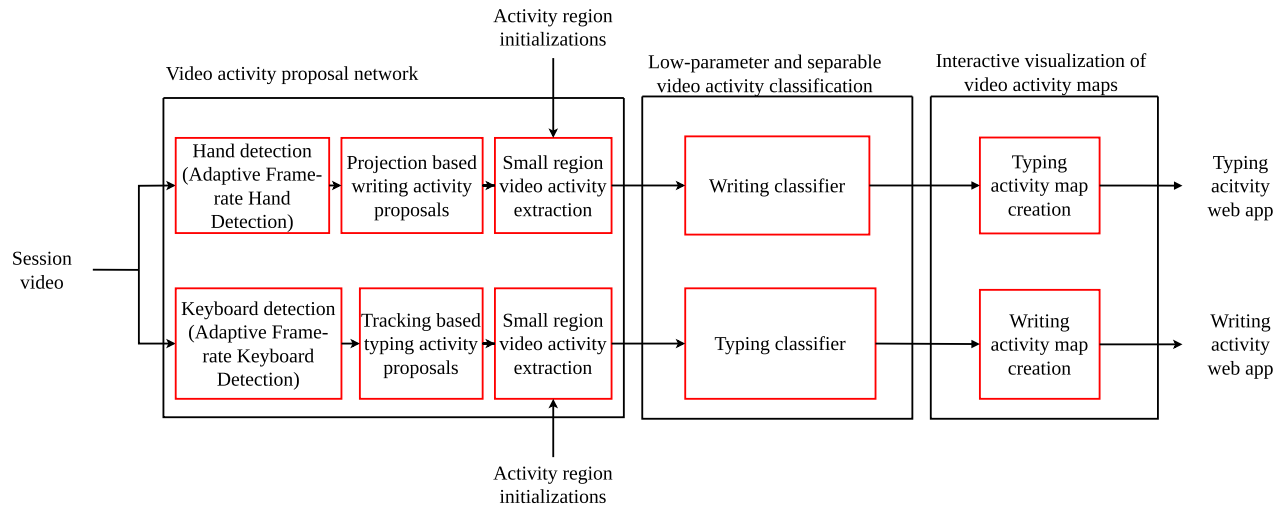 Activity region
initializations
Video activity proposal network
Low-parameter and separable
video activity classification
Interactive visualization of
video activity maps
Hand detection
(Adaptive Frame-
rate Hand
Detection)
Projection based
writing activity
proposals
Small region
video activity
extraction
Writing classifier
Typing
activity map
creation
Typing
acitvity
web app
Session
video
Keyboard detection
(Adaptive Frame-
rate Keyboard
Detection)
Tracking based
typing activity
proposals
Small region
video activity
extraction
Typing classifier
Writing
activity map
creation
Writing
activity
web app
Activity region
initializations